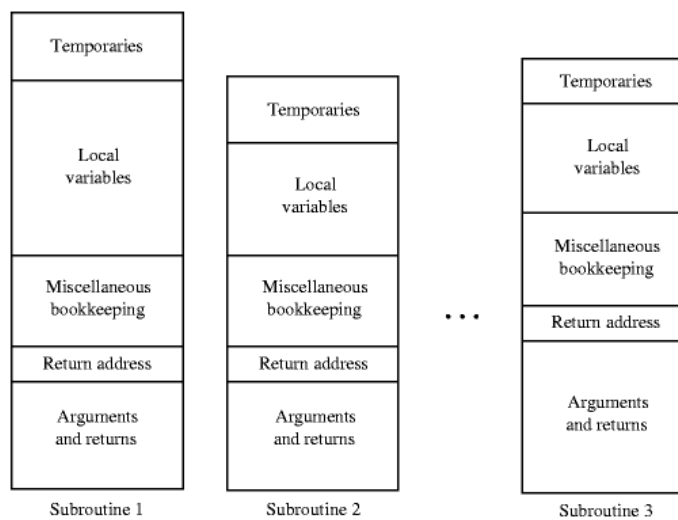 Temporaries
Local
variables
Miscellaneous
bookkeeping
Return address
Arguments
and returns
Subroutine 1
Temporaries
Local
variables
Miscellaneous
bookkeeping
Return address
Arguments
and returns
Subroutine 2
...
Temporaries
Local
variables
Miscellaneous
bookkeeping
Return address
Arguments
and returns
Subroutine 3